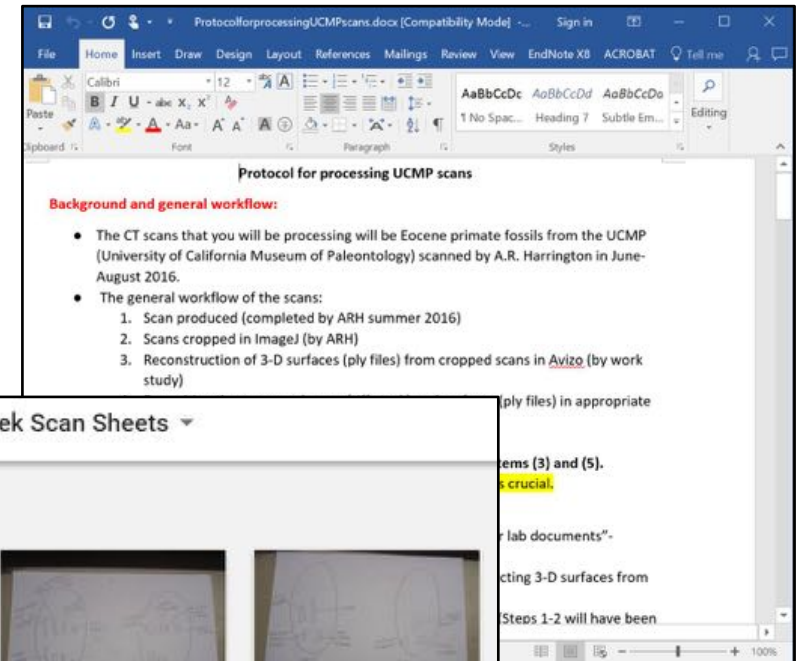 ProtocolforprocessingUCMPscans.docx [Compatibility Mode] -... Sign in
File Home Insert Draw Design Layout References Mailings Review View EndNote X8 ACROBAT Tell me
Calibri 12
AaBbCcDc AaBbCcDd AaBbCcDa
Paste
B I U abc X₂ X²
1 No Spac... Heading 7 Subtle Em...
Editing
Clipboard Font Paragraph Styles
Protocol for processing UCMP scans
Background and general workflow:
● The CT scans that you will be processing will be Eocene primate fossils from the UCMP
(University of California Museum of Paleontology) scanned by A.R. Harrington in June-
August 2016.
● The general workflow of the scans:
1. Scan produced (completed by ARH summer 2016)
2. Scans cropped in ImageJ (by ARH)
3. Reconstruction of 3-D surfaces (ply files) from cropped scans in Avizo (by work
study)
(ply files) in appropriate
ek Scan Sheets
tems (3) and (5).
s crucial.
r lab documents"-
cting 3-D surfaces from
(Steps 1-2 will have been
100%